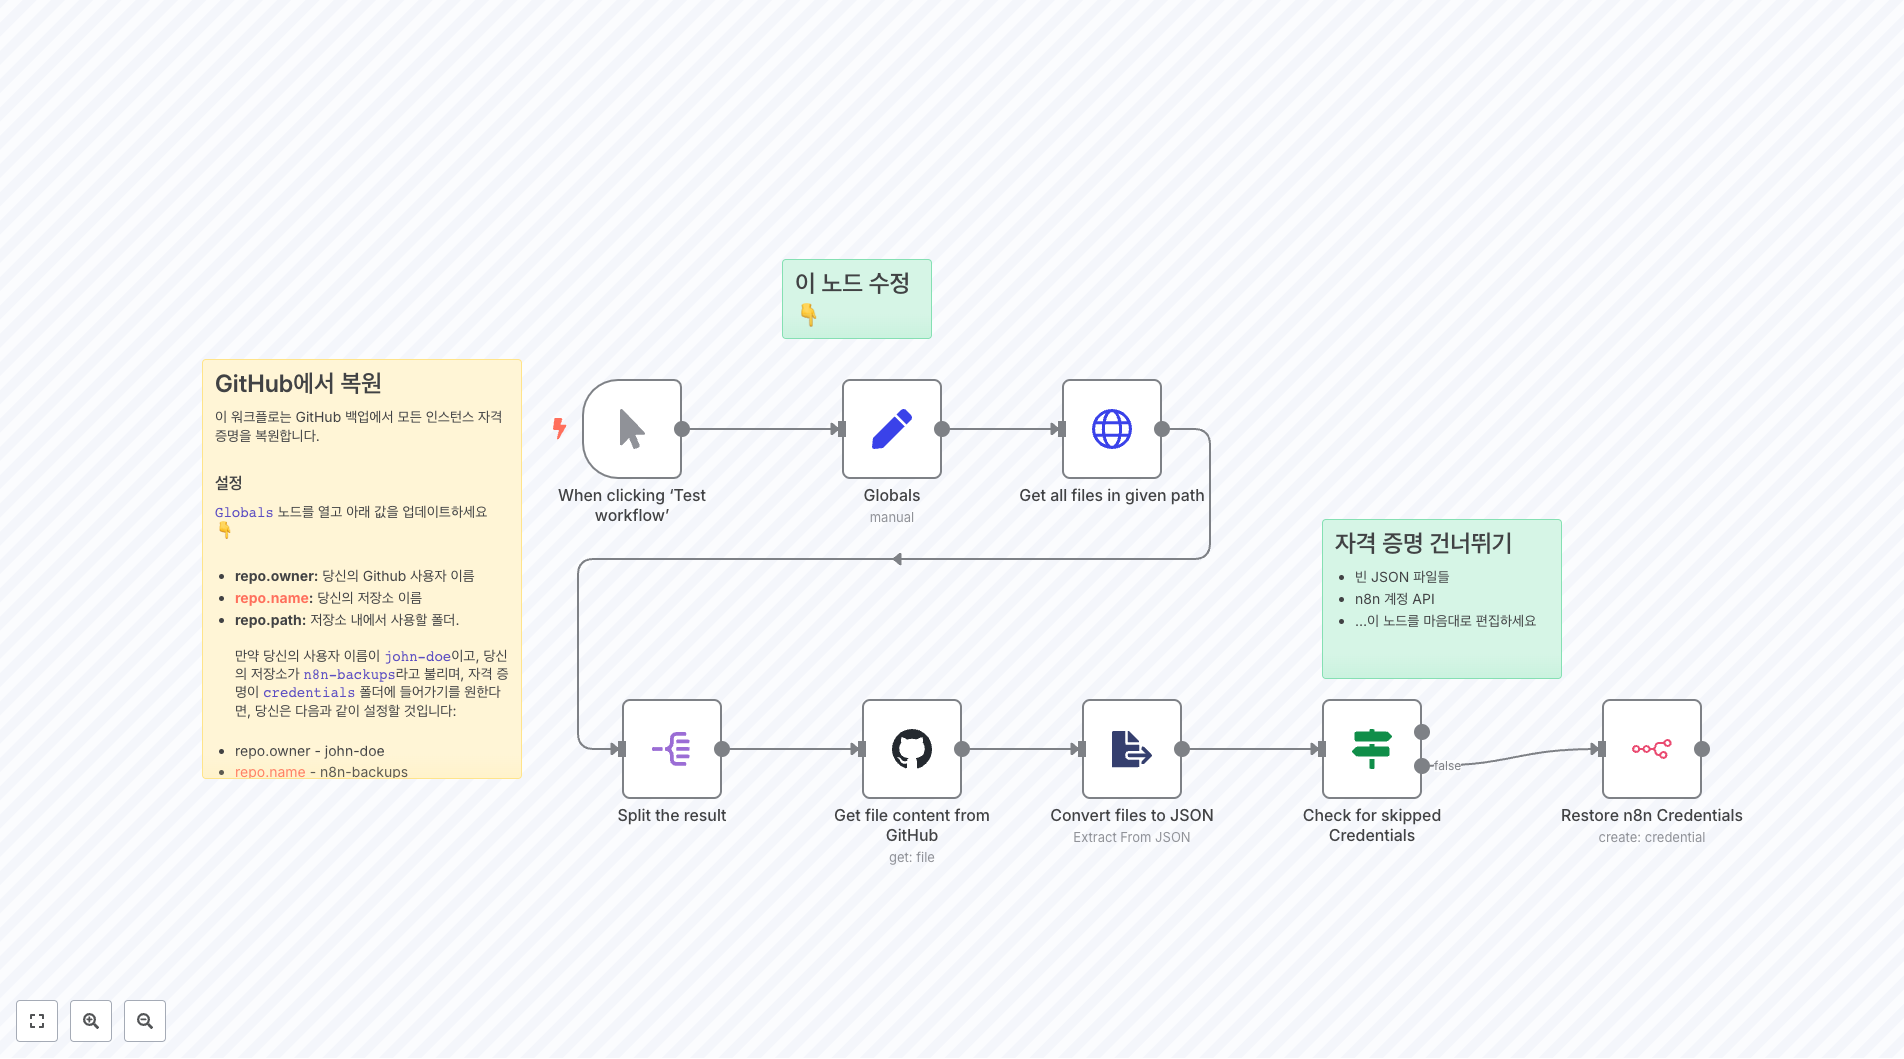 이 노드 수정
👇
GitHub에서 복원
이 워크플로는 GitHub 백업에서 모든 인스턴스 자격
증명을 복원합니다.
설정
Globals 노드를 열고 아래 값을 업데이트하세요
👇
repo.owner: 당신의 Github 사용자 이름
repo.name: 당신의 저장소 이름
repo.path: 저장소 내에서 사용할 폴더.
만약 당신의 사용자 이름이 john-doe이고, 당신
의 저장소가 n8n-backups라고 불리며, 자격 증
명이 credentials 폴더에 들어가기를 원한다
면, 당신은 다음과 같이 설정할 것입니다:
repo.owner - john-doe
repo.name - n8n-backups
When clicking ‘Test
workflow’
Globals
manual
Get all files in given path
자격 증명 건너뛰기
빈 JSON 파일들
n8n 계정 API
...이 노드를 마음대로 편집하세요
Split the result
Get file content from
GitHub
get: file
Convert files to JSON
Extract From JSON
Check for skipped
Credentials
false
Restore n8n Credentials
create: credential